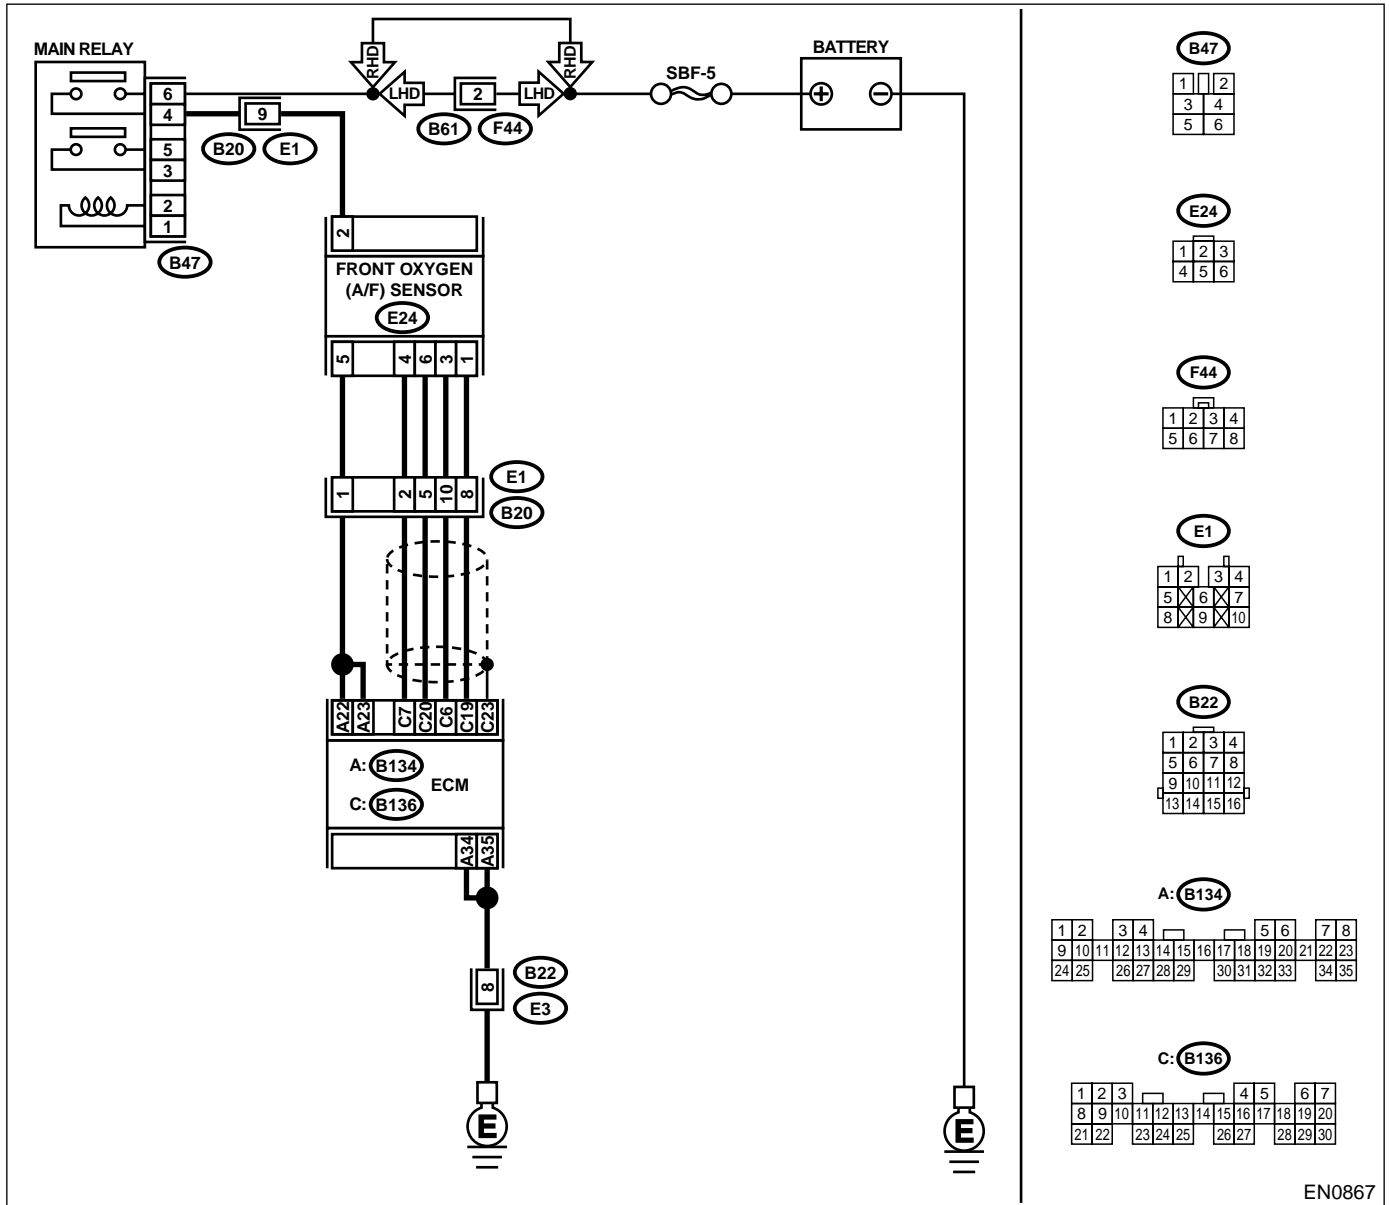 MAIN RELAY
6
4
5
3
2
1
B47
9
B20 E1
RHD
LHD
2
LHD
RHD
B61 F44
SBF-5
BATTERY
2
FRONT OXYGEN
(A/F) SENSOR
E24
5 4 6 3 1
1 2 5 10 8
E1
B20
A22 A23 C7 C20 C6 C19 C23
A: B134
ECM
C: B136
A34 A35
8
B22
E3
E
E
B47
1 2
3 4
5 6
E24
1 2 3
4 5 6
F44
1 2 3 4
5 6 7 8
E1
1 2 3 4
5 6 7
8 9 10
B22
1 2 3 4
5 6 7 8
9 10 11 12
13 14 15 16
A: B134
1 2 3 4 5 6 7 8
9 10 11 12 13 14 15 16 17 18 19 20 21 22 23
24 25 26 27 28 29 30 31 32 33 34 35
C: B136
1 2 3 4 5 6 7
8 9 10 11 12 13 14 15 16 17 18 19 20
21 22 23 24 25 26 27 28 29 30
EN0867